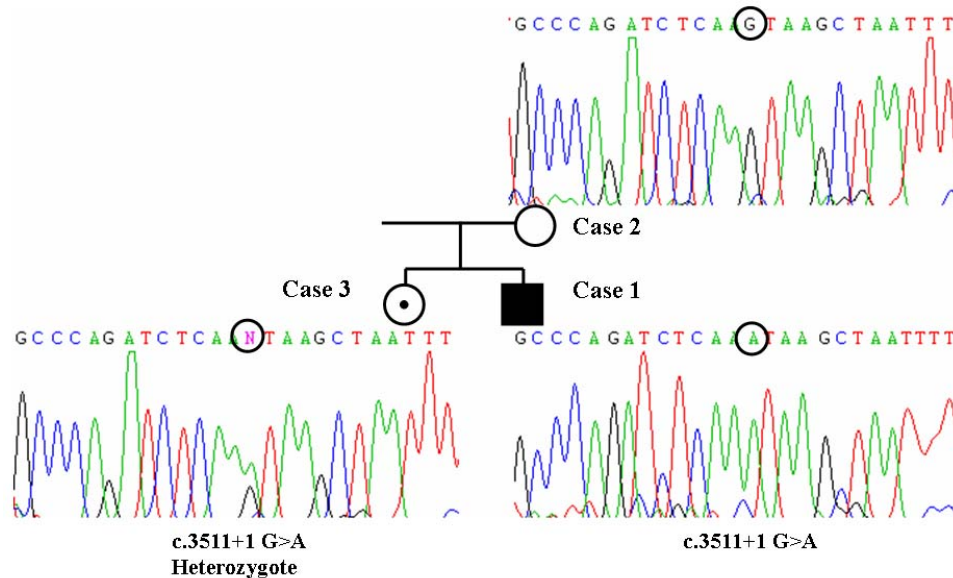 GCCCAGATCTCAAGTAAGCTAATTT
Case 2
Case 3
Case 1
GCCCAGATCTCAANTAAGCTAATTT
GCCCAGATCTCAAATAAGCTAATTTT
c.3511+1 G>A
Heterozygote
c.3511+1 G>A